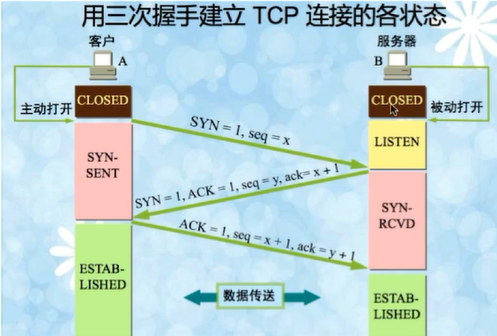 用三次握手建立 TCP 连接的各状态
客户
服务器
A
B
CLOSED
CLOSED
主动打开
被动打开
SYN = 1, seq = x
LISTEN
SYN-
SENT
SYN = 1, ACK = 1, seq = y, ack= x + 1
SYN-
RCVD
ACK = 1, seq = x + 1, ack = y + 1
ESTAB-
LISHED
数据传送
ESTAB-
LISHED